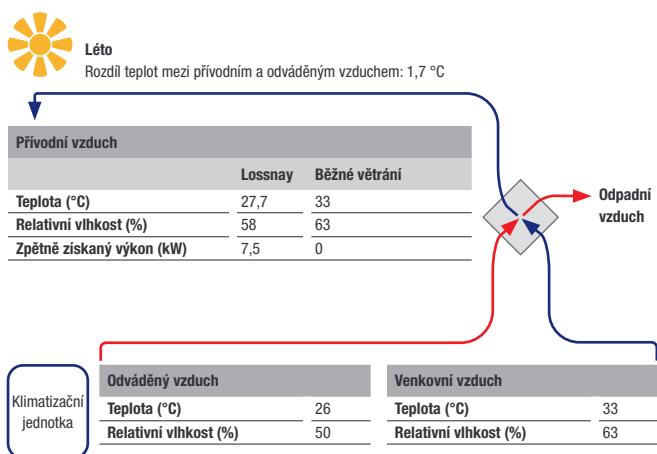 Léto
Rozdíl teplot mezi přívodním a odváděným vzduchem: 1,7 °C
Přívodní vzduch
Lossnay Běžné větrání
Teplota (°C) 27,7 33
Relativní vlhkost (%) 58 63
Zpětně získaný výkon (kW) 7,5 0
Odpadní
vzduch
Klimatizační
jednotka
Odváděný vzduch
Teplota (°C) 26
Relativní vlhkost (%) 50
Venkovní vzduch
Teplota (°C) 33
Relativní vlhkost (%) 63